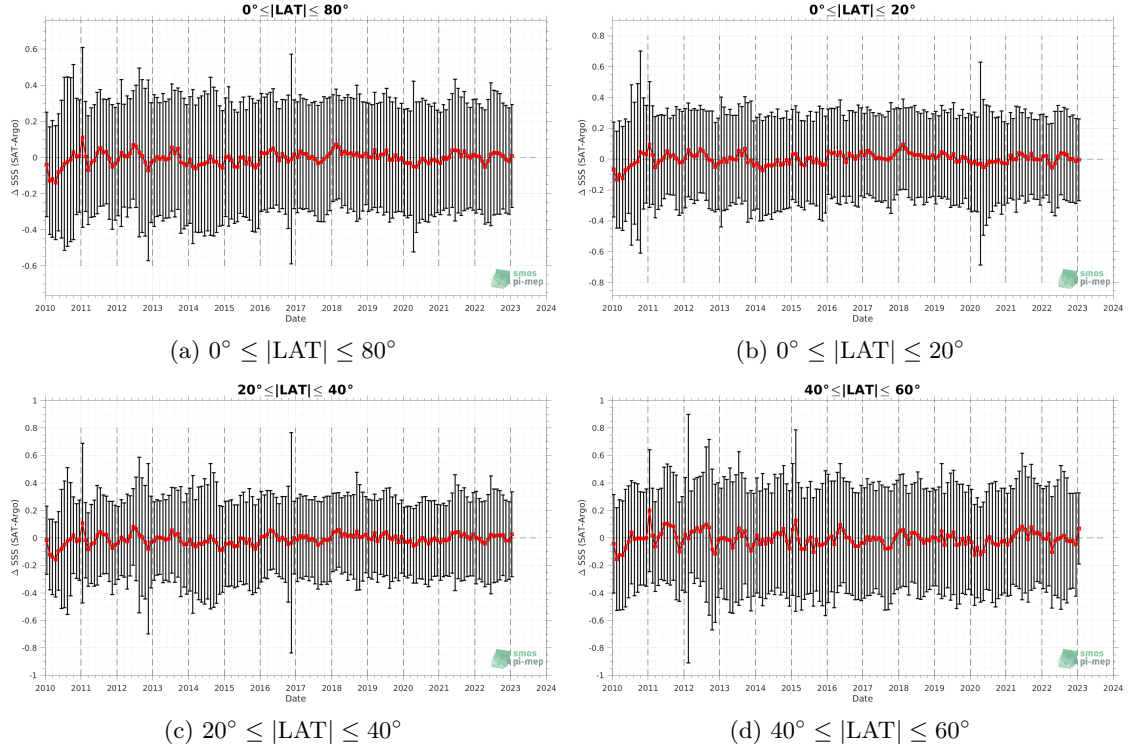 0°≤|LAT|≤ 80°
Δ SSS (SAT-Argo)
0.6
0.4
0.2
0
-0.2
-0.4
-0.6
2010 2011 2012 2013 2014 2015 2016 2017 2018 2019 2020 2021 2022 2023 2024
Date
smos
pi-mep
(a) 0° ≤ |LAT| ≤ 80°
0°≤|LAT|≤ 20°
Δ SSS (SAT-Argo)
0.8
0.6
0.4
0.2
0
-0.2
-0.4
-0.6
-0.8
2010 2011 2012 2013 2014 2015 2016 2017 2018 2019 2020 2021 2022 2023 2024
Date
smos
pi-mep
(b) 0° ≤ |LAT| ≤ 20°
20°≤|LAT|≤ 40°
Δ SSS (SAT-Argo)
1
0.8
0.6
0.4
0.2
0
-0.2
-0.4
-0.6
-0.8
-1
2010 2011 2012 2013 2014 2015 2016 2017 2018 2019 2020 2021 2022 2023 2024
Date
smos
pi-mep
(c) 20° ≤ |LAT| ≤ 40°
40°≤|LAT|≤ 60°
Δ SSS (SAT-Argo)
1
0.8
0.6
0.4
0.2
0
-0.2
-0.4
-0.6
-0.8
-1
2010 2011 2012 2013 2014 2015 2016 2017 2018 2019 2020 2021 2022 2023 2024
Date
smos
pi-mep
(d) 40° ≤ |LAT| ≤ 60°